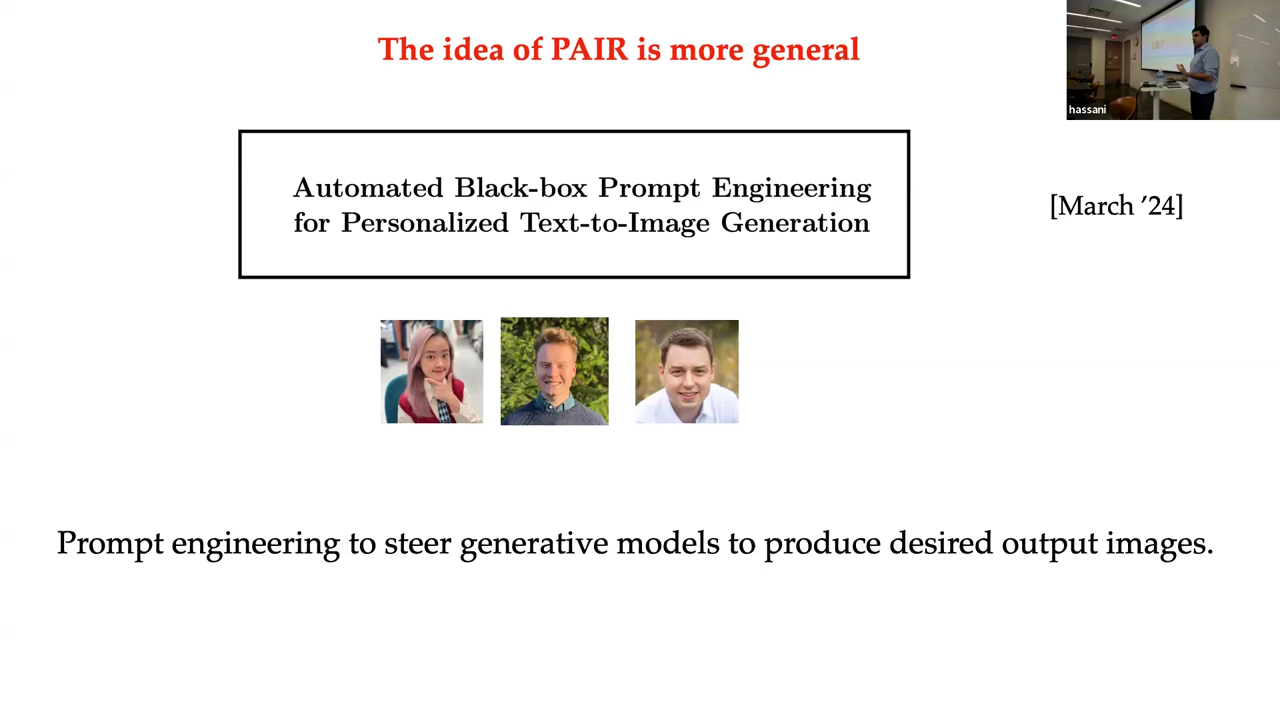 The idea of PAIR is more general
hassani
Automated Black-box Prompt Engineering
for Personalized Text-to-Image Generation
[March ’24]
Prompt engineering to steer generative models to produce desired output images.